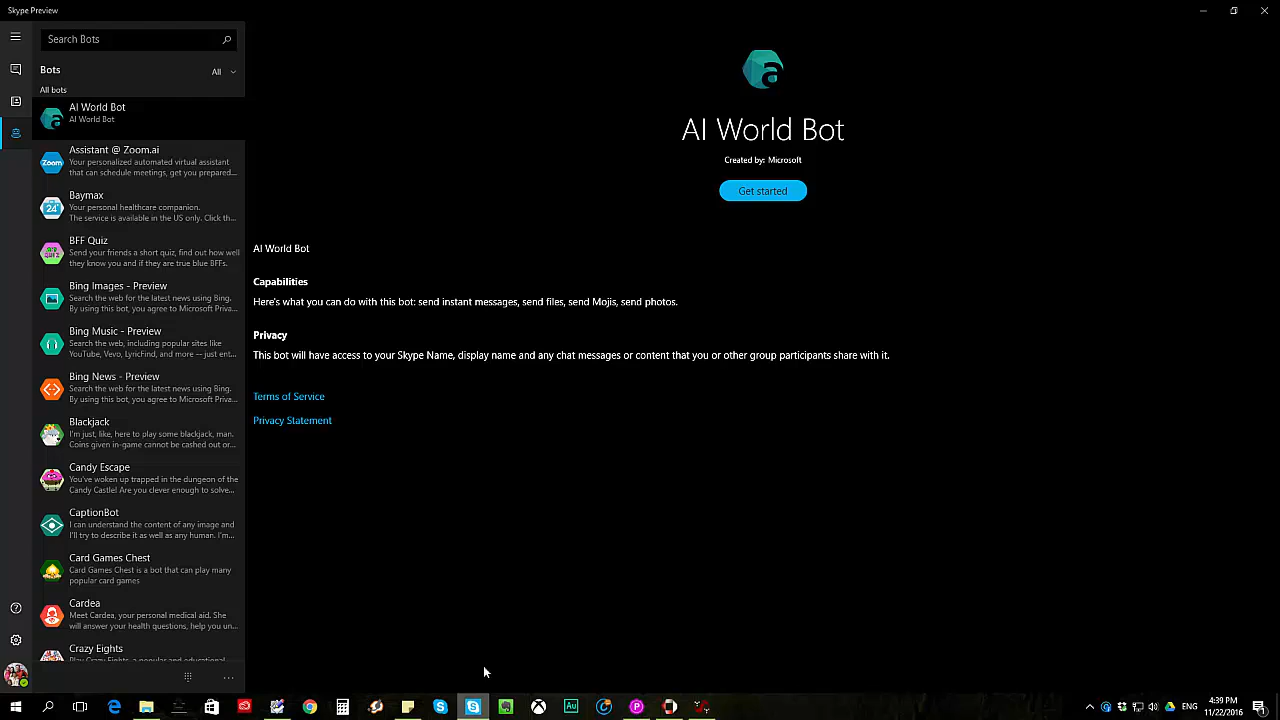 Skype Preview
Search Bots
Bots
All
All bots
AI World Bot
AI World Bot
Assistant @ Zoom.ai
Your personalized automated virtual assistant
that can schedule meetings, get you prepared...
Zoom
Baymax
Your personal healthcare companion.
The service is available in the US only. Click th...
24
BFF Quiz
Send your friends a short quiz, find out how well
they know you and if they are true blue BFFs.
Bing Images - Preview
Search the web for the latest news using Bing.
By using this bot, you agree to Microsoft Priva...
Bing Music - Preview
Search the web, including popular sites like
YouTube, Vevo, LyricFind, and more -- just ent...
Bing News - Preview
Search the web for the latest news using Bing.
By using this bot, you agree to Microsoft Priva...
Blackjack
I'm just, like, here to play some blackjack, man.
Coins given in-game cannot be cashed out or...
Candy Escape
You've woken up trapped in the dungeon of the
Candy Castle! Are you clever enough to solve...
CaptionBot
I can understand the content of any image and
I'll try to describe it as well as any human. I'm...
Card Games Chest
Card Games Chest is a bot that can play many
popular card games
Cardea
Meet Cardea, your personal medical aid. She
will answer your health questions, help you un...
Crazy Eights
AI World Bot
Created by: Microsoft
Get started
AI World Bot
Capabilities
Here's what you can do with this bot: send instant messages, send files, send Mojis, send photos.
Privacy
This bot will have access to your Skype Name, display name and any chat messages or content that you or other group participants share with it.
Terms of Service
Privacy Statement
Au
ENG
4:39 PM
11/22/2016